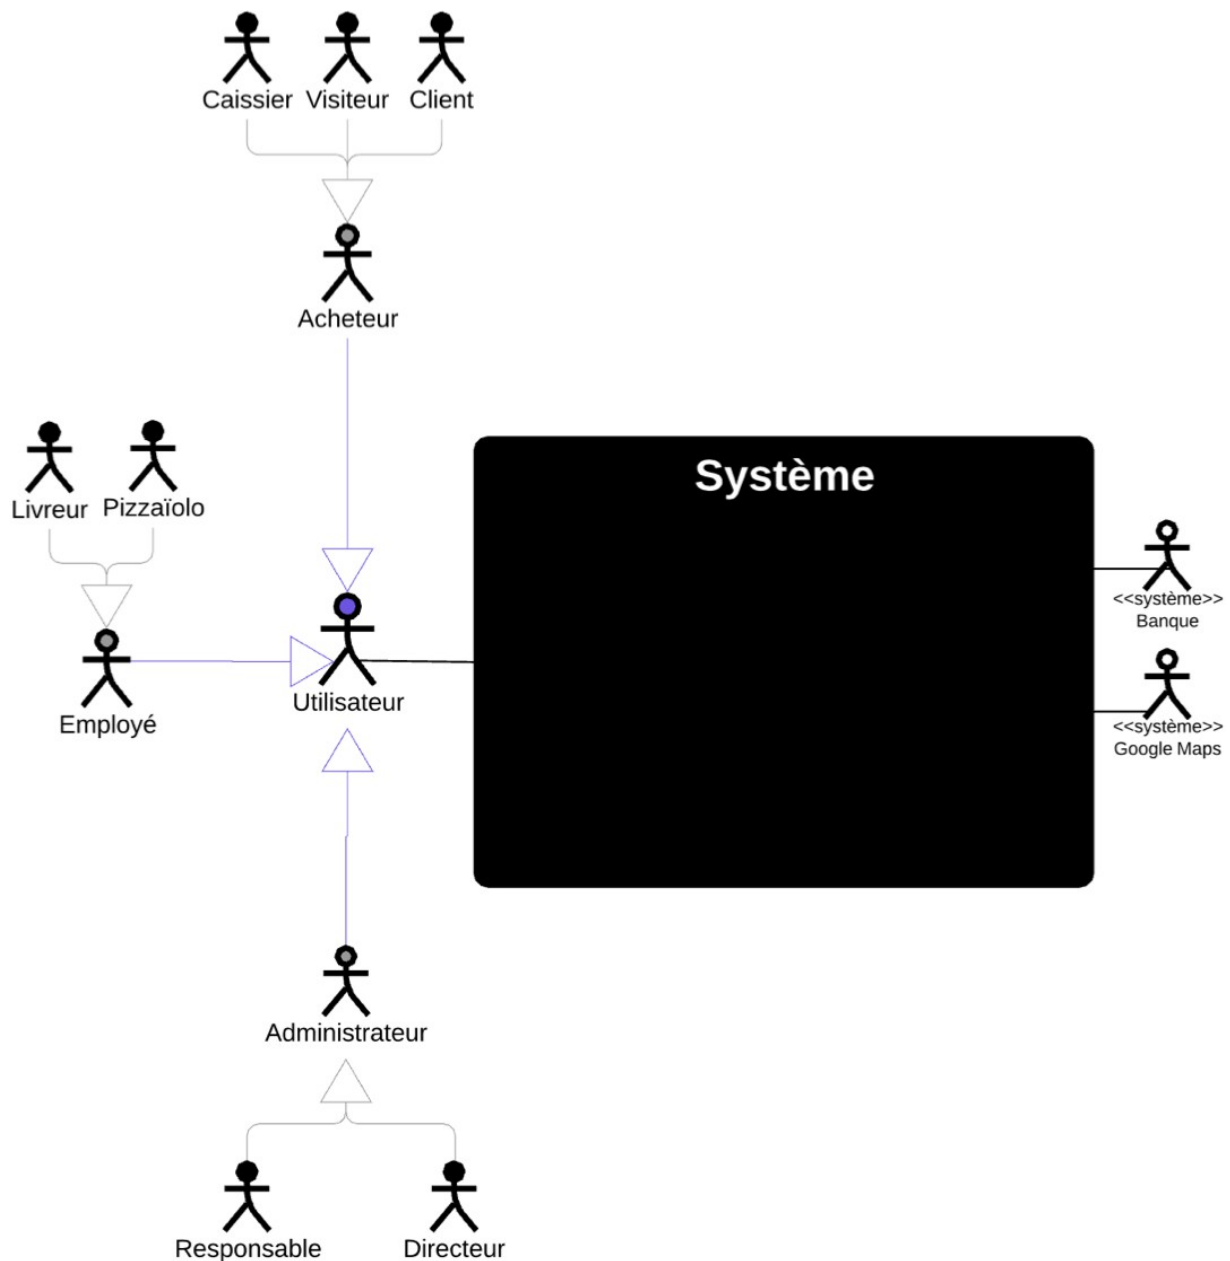 Caissier Visiteur Client
Acheteur
Livreur Pizzaïolo
Système
<<système>>
Banque
Utilisateur
Employé
<<système>>
Google Maps
Administrateur
Responsable Directeur